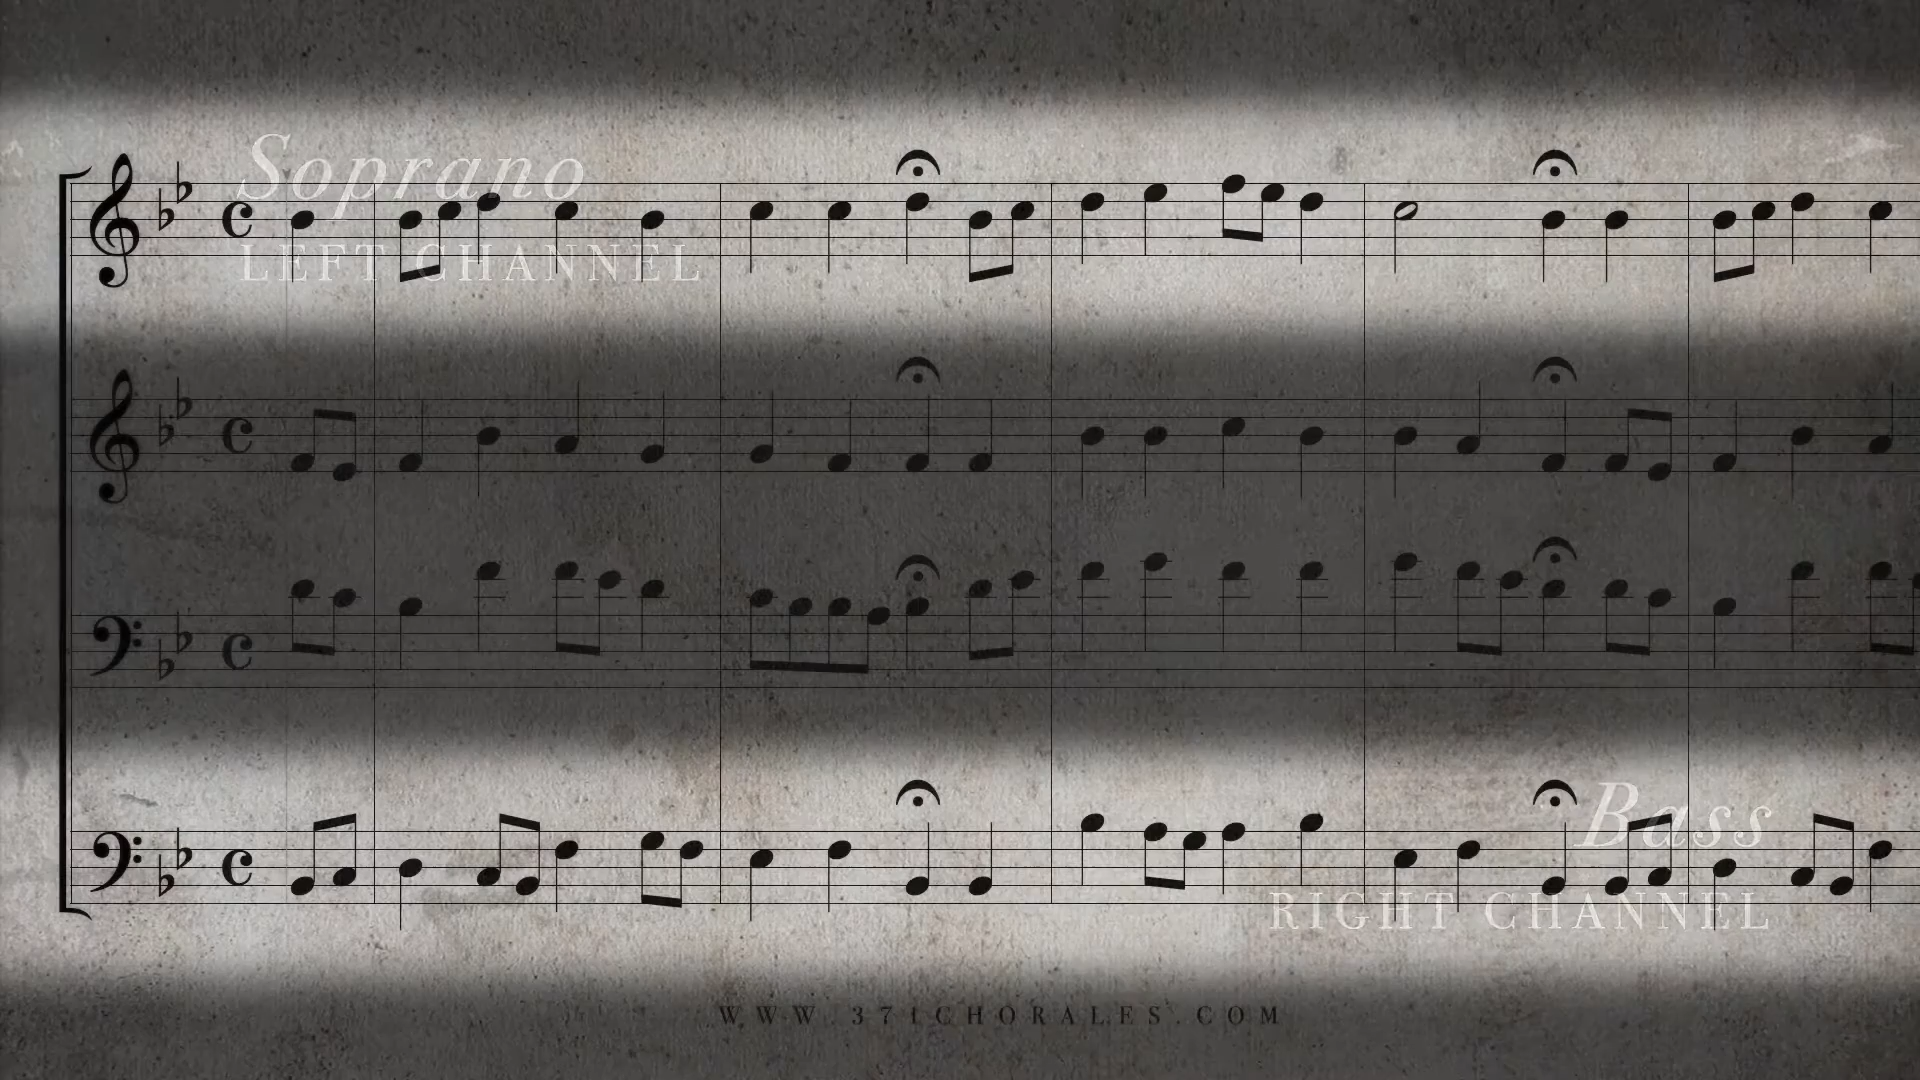 Soprano
LEFT CHANNEL
Bass
RIGHT CHANNEL
WWW.371CHORALES.COM